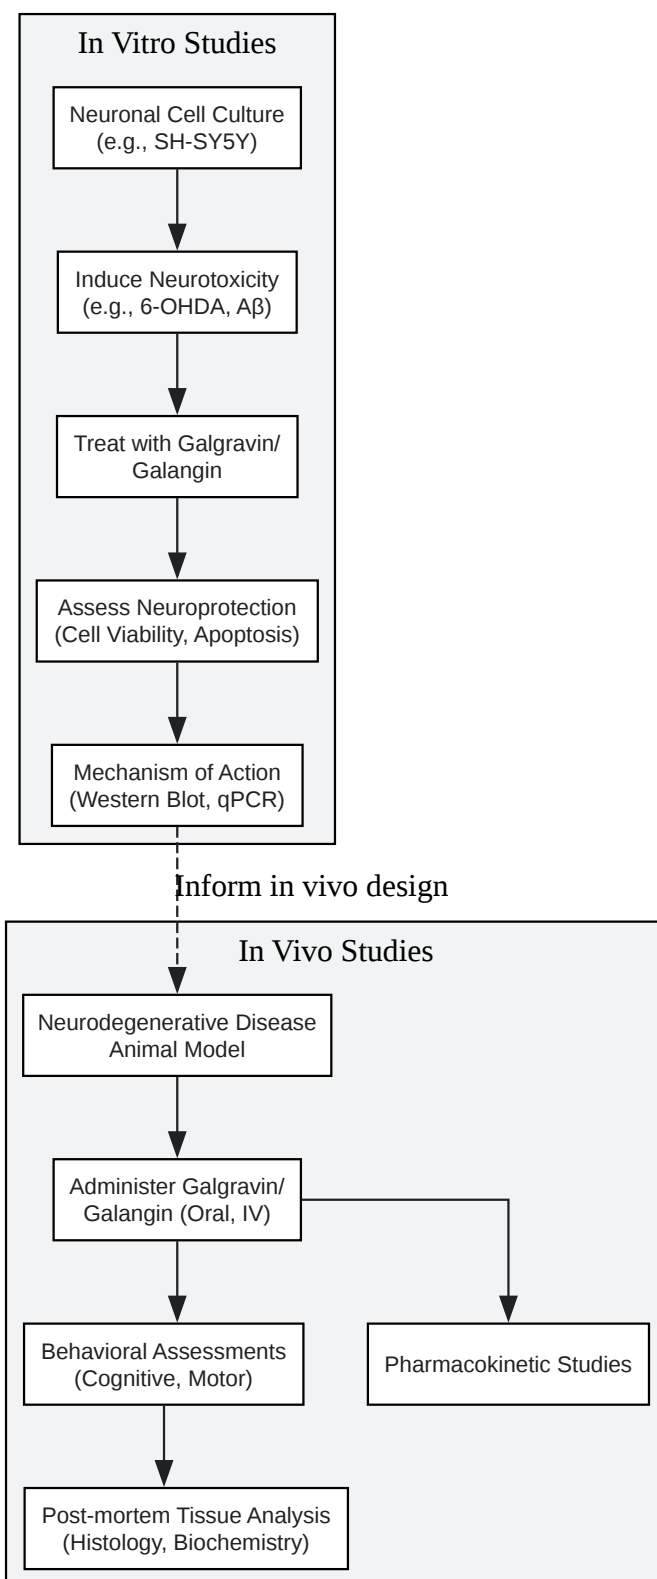 In Vitro Studies
Neuronal Cell Culture
(e.g., SH-SY5Y)
Induce Neurotoxicity
(e.g., 6-OHDA, Aβ)
Treat with Galgravin/
Galangin
Assess Neuroprotection
(Cell Viability, Apoptosis)
Mechanism of Action
(Western Blot, qPCR)
Inform in vivo design
In Vivo Studies
Neurodegenerative Disease
Animal Model
Administer Galgravin/
Galangin (Oral, IV)
Behavioral Assessments
(Cognitive, Motor)
Pharmacokinetic Studies
Post-mortem Tissue Analysis
(Histology, Biochemistry)